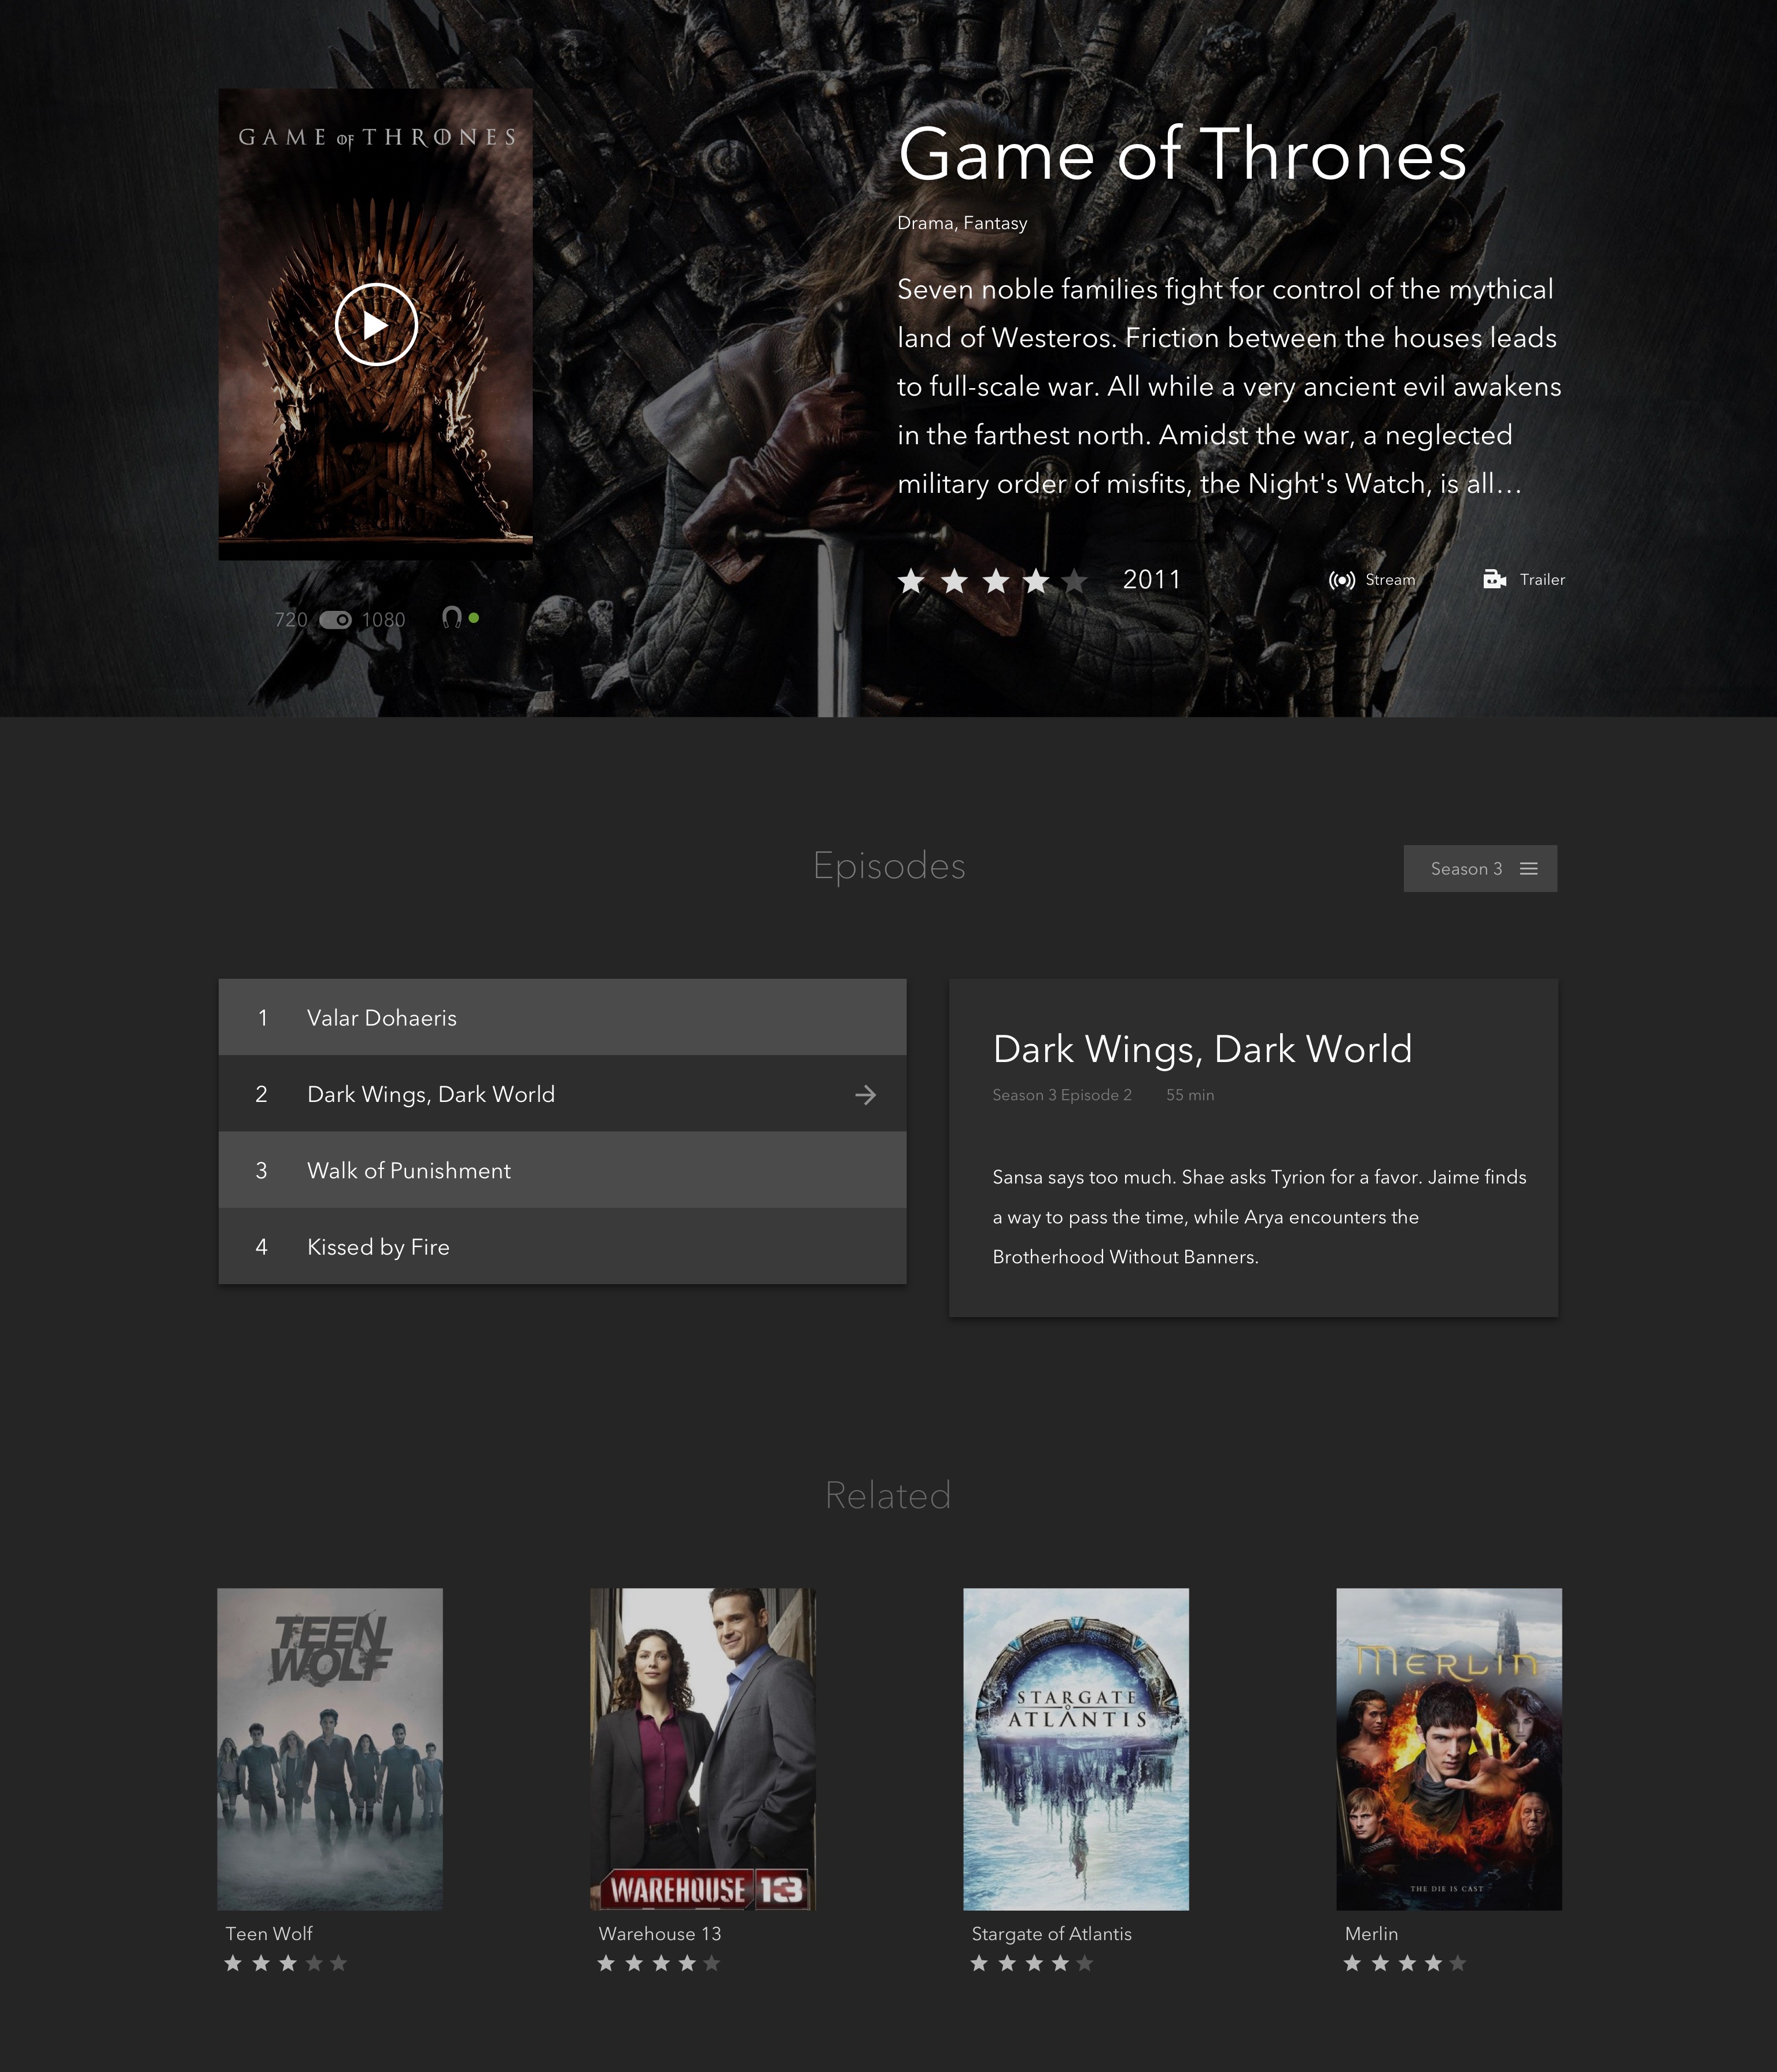 GAME OF THRONES
Game of Thrones
Drama, Fantasy
Seven noble families fight for control of the mythical
land of Westeros. Friction between the houses leads
to full-scale war. All while a very ancient evil awakens
in the farthest north. Amidst the war, a neglected
military order of misfits, the Night's Watch, is all...
2011
Stream
Trailer
720 1080
Episodes
Season 3
1 Valar Dohaeris
2 Dark Wings, Dark World
3 Walk of Punishment
4 Kissed by Fire
Dark Wings, Dark World
Season 3 Episode 2 55 min
Sansa says too much. Shae asks Tyrion for a favor. Jaime finds
a way to pass the time, while Arya encounters the
Brotherhood Without Banners.
Related
TEEN
WOLF
Teen Wolf
WAREHOUSE 13
Warehouse 13
STARGATE
ATLANTIS
Stargate of Atlantis
MERLIN
THE DIE IS CAST
Merlin